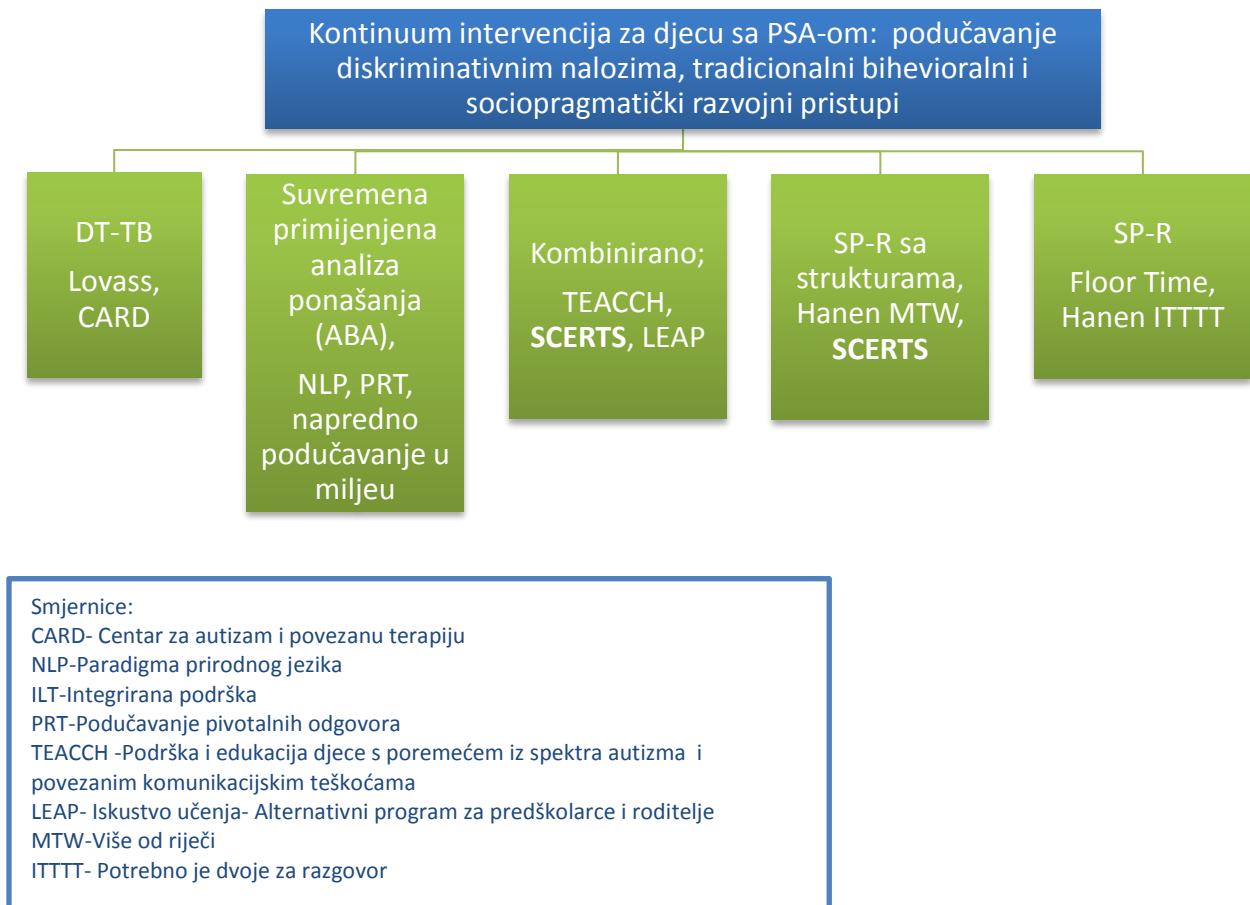 Kontinuum intervencija za djecu sa PSA-om: podučavanje
diskriminativnim nalozima, tradicionalni bihevioralni i
sociopragmatički razvojni pristupi
DT-TB
Lovass,
CARD
Suvremena
primijenjena
analiza
ponašanja
(ABA),
NLP, PRT,
napredno
podučavanje u
miljeu
Kombinirano;
TEACCH,
SCERTS, LEAP
SP-R sa
strukturama,
Hanen MTW,
SCERTS
SP-R
Floor Time,
Hanen ITTTT
Smjernice:
CARD- Centar za autizam i povezanu terapiju
NLP-Paradigma prirodnog jezika
ILT-Integrirana podrška
PRT-Podučavanje pivotalnih odgovora
TEACCH -Podrška i edukacija djece s poremećem iz spektra autizma i
povezanim komunikacijskim teškoćama
LEAP- Iskustvo učenja- Alternativni program za predškolarce i roditelje
MTW-Više od riječi
ITTTT- Potrebno je dvoje za razgovor